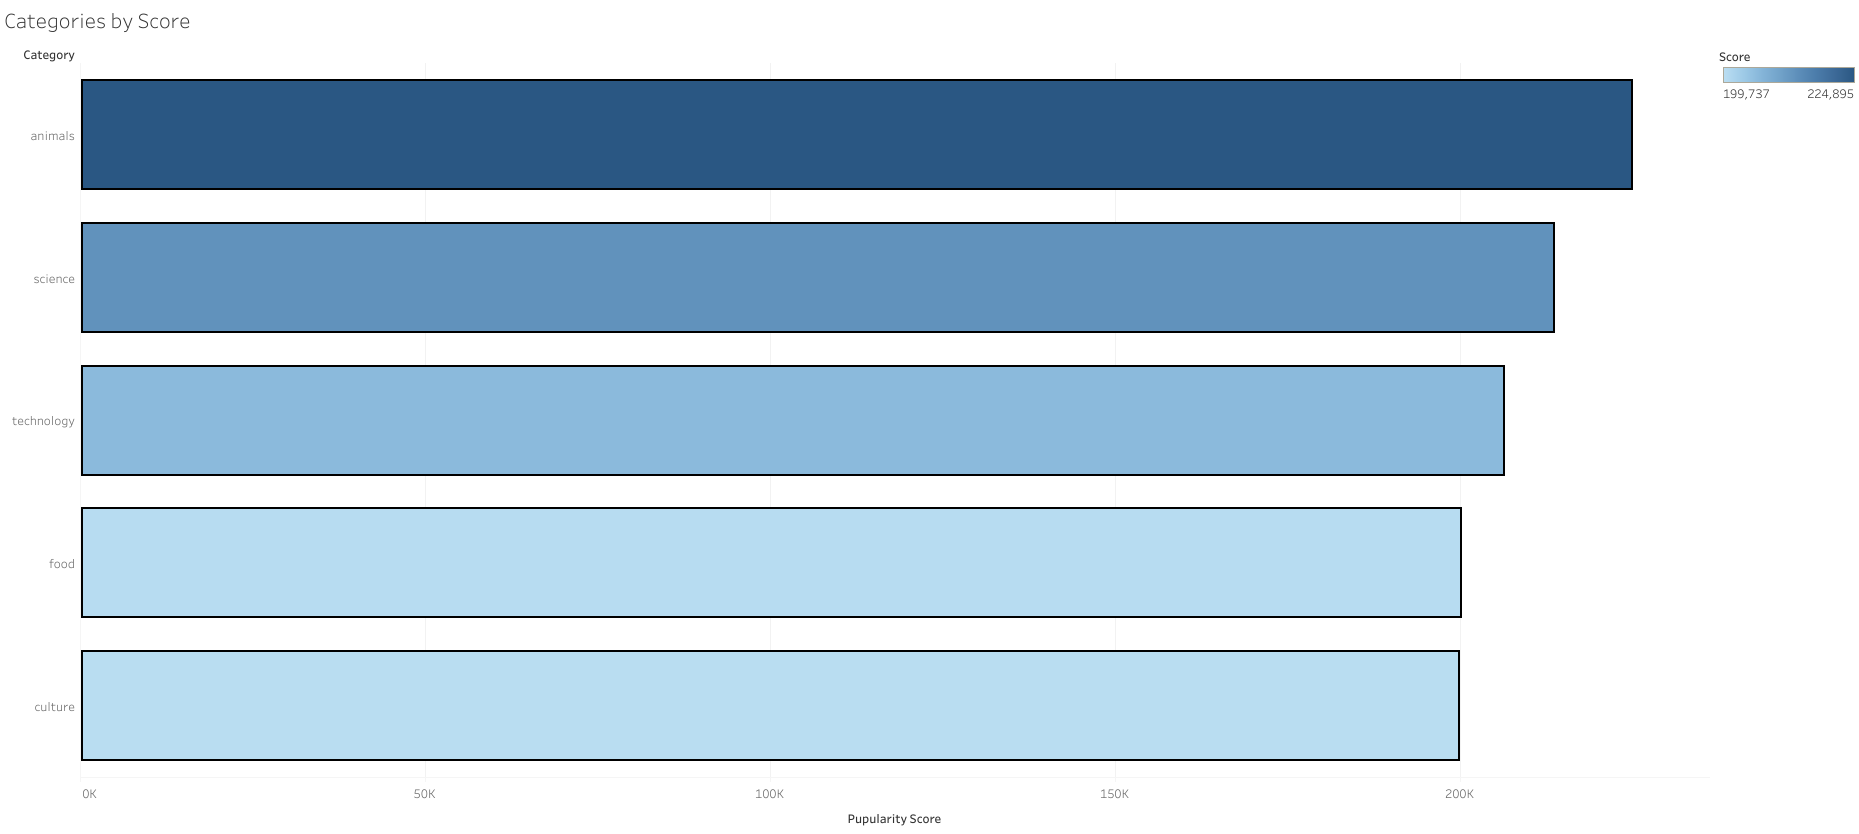 Categories by Score
Category
Score
199,737 224,895
animals
science
technology
food
culture
0K 50K 100K 150K 200K
Pupularity Score